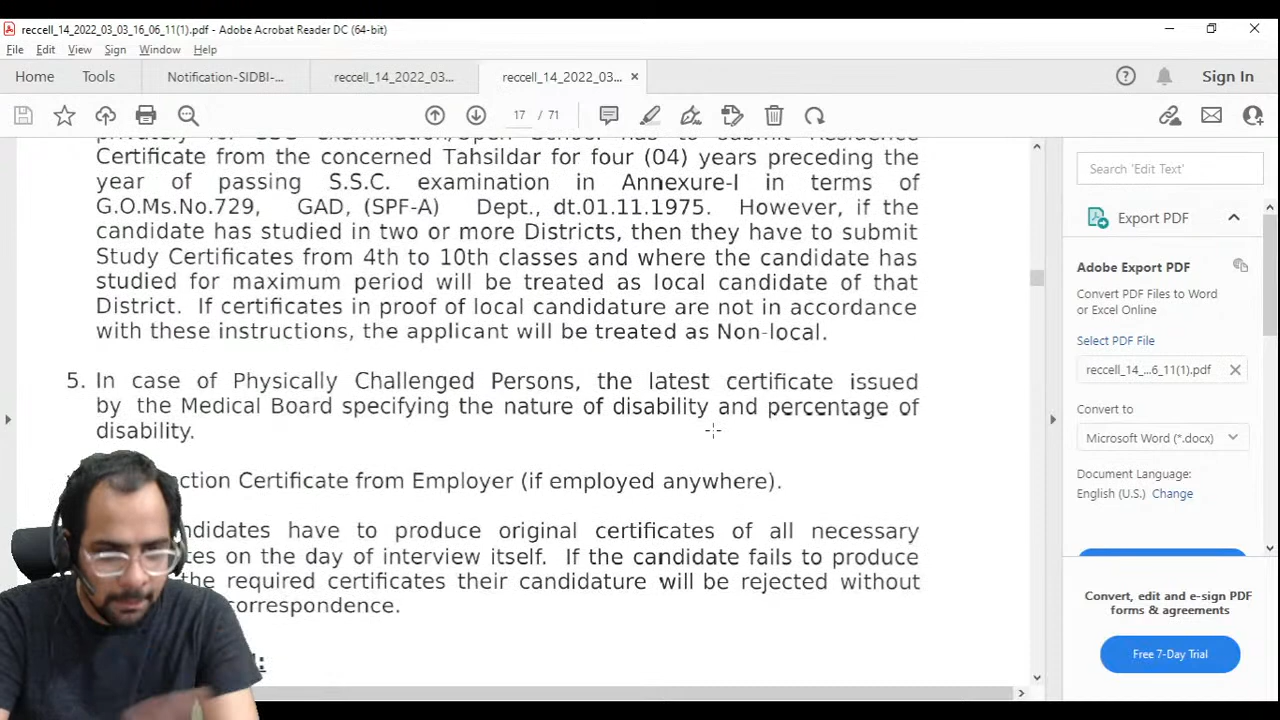 reccell_14_2022_03_03_16_06_11(1).pdf - Adobe Acrobat Reader DC (64-bit)
File Edit View Sign Window Help
Home Tools Notification-SIDBI-... reccell_14_2022_03... reccell_14_2022_03... × Sign In
17 / 71
Certificate from the concerned Tahsildar for four (04) years preceding the
year of passing S.S.C. examination in Annexure-I in terms of
G.O.Ms.No.729, GAD, (SPF-A) Dept., dt.01.11.1975. However, if the
candidate has studied in two or more Districts, then they have to submit
Study Certificates from 4th to 10th classes and where the candidate has
studied for maximum period will be treated as local candidate of that
District. If certificates in proof of local candidature are not in accordance
with these instructions, the applicant will be treated as Non-local.
5. In case of Physically Challenged Persons, the latest certificate issued
by the Medical Board specifying the nature of disability and percentage of
disability.
Certificate from Employer (if employed anywhere).
have to produce original certificates of all necessary
on the day of interview itself. If the candidate fails to produce
the required certificates their candidature will be rejected without
correspondence.
Search 'Edit Text'
Export PDF
Adobe Export PDF
Convert PDF Files to Word
or Excel Online
Select PDF File
reccell_14_...6_11(1).pdf
Convert to
Microsoft Word (*.docx)
Document Language:
English (U.S.) Change
Convert, edit and e-sign PDF
forms & agreements
Free 7-Day Trial